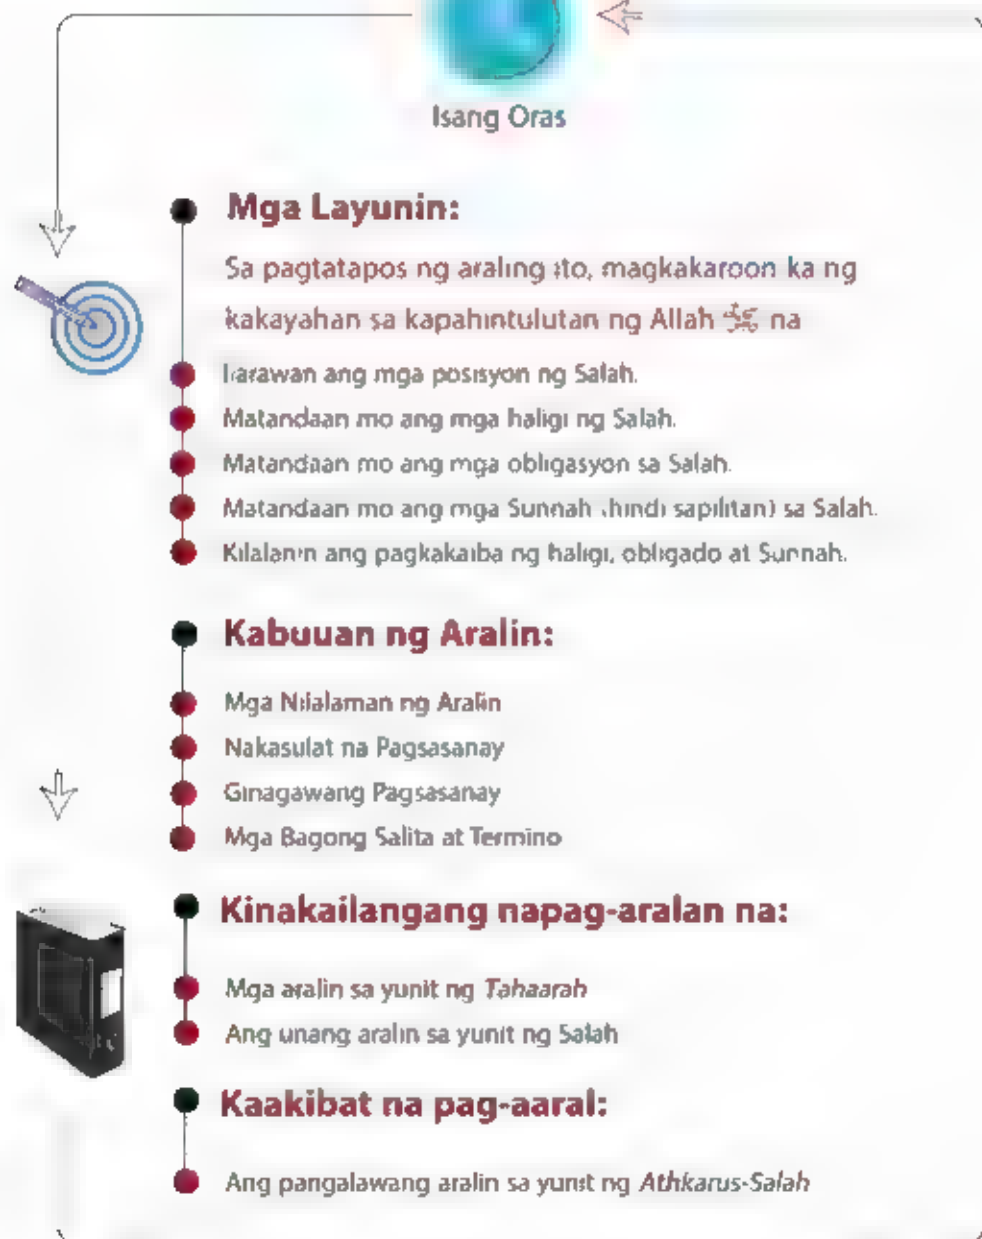 Isang Oras
Mga Layunin:
Sa pagtatapos ng araling ito, magkakaroon ka ng
kakayahan sa kapahintulutan ng Allah ﷻ na
Ilarawan ang mga posisyon ng Salah.
Matandaan mo ang mga haligi ng Salah.
Matandaan mo ang mga obligasyon sa Salah.
Matandaan mo ang mga Sunnah (hindi sapilitan) sa Salah.
Kilalanin ang pagkakaiba ng haligi, obligado at Sunnah.
Kabuuan ng Aralin:
Mga Nilalaman ng Aralin
Nakasulat na Pagsasanay
Ginagawang Pagsasanay
Mga Bagong Salita at Termino
Kinakailangang napag-aralan na:
Mga aralin sa yunit ng Tahaarah
Ang unang aralin sa yunit ng Salah
Kaakibat na pag-aaral:
Ang pangalawang aralin sa yunit ng Athkarus-Salah